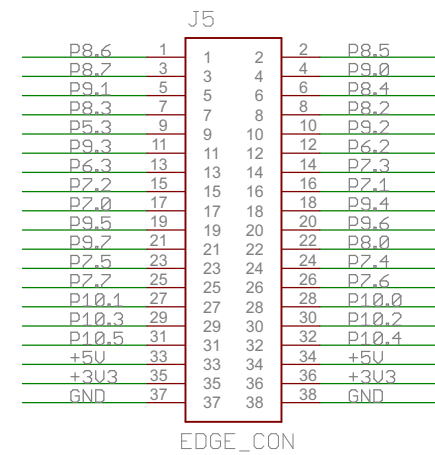 J5
P8.6 1 1 2 2 P8.5
P8.7 3 3 4 4 P9.0
P9.1 5 5 6 6 P8.4
P8.3 7 7 8 8 P8.2
P5.3 9 9 10 10 P9.2
P9.3 11 11 12 12 P6.2
P6.3 13 13 14 14 P7.3
P7.2 15 15 16 16 P7.1
P7.0 17 17 18 18 P9.4
P9.5 19 19 20 20 P9.6
P9.7 21 21 22 22 P8.0
P7.5 23 23 24 24 P7.4
P7.7 25 25 26 26 P7.6
P10.1 27 27 28 28 P10.0
P10.3 29 29 30 30 P10.2
P10.5 31 31 32 32 P10.4
+5V 33 33 34 34 +5V
+3V3 35 35 36 36 +3V3
GND 37 37 38 38 GND
EDGE_CON